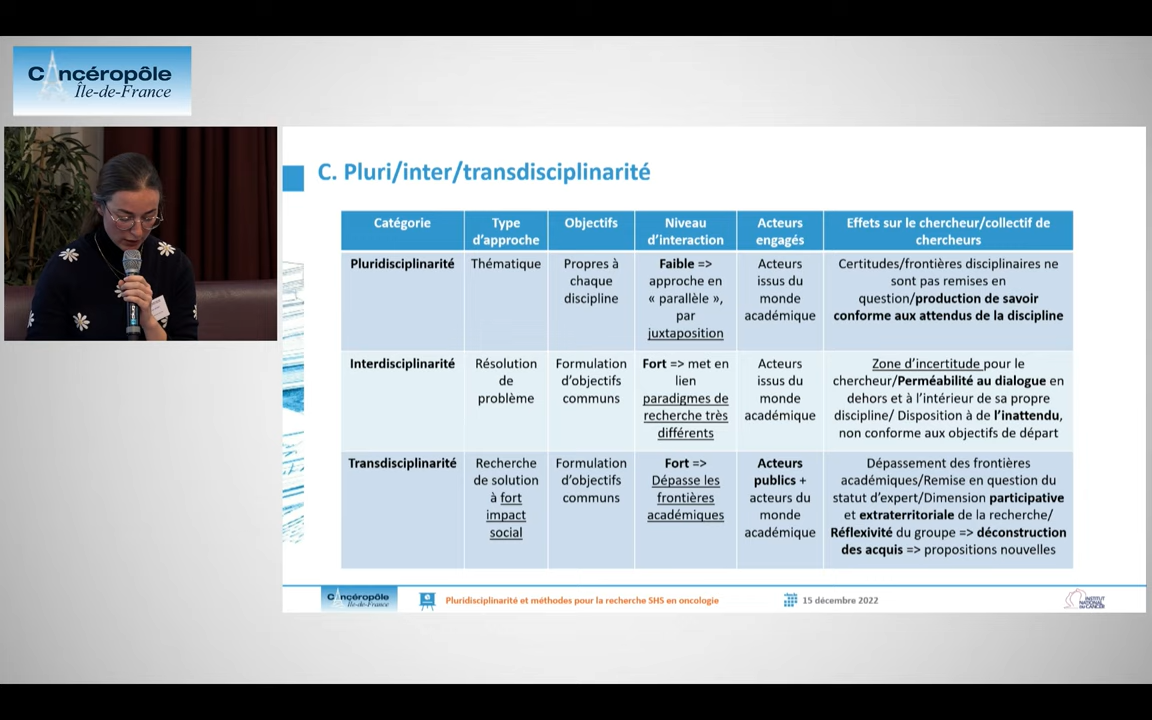 Cancéropôle
Île-de-France
C. Pluri/inter/transdisciplinarité
Catégorie
Type
d'approche
Objectifs
Niveau
d'interaction
Acteurs
engagés
Effets sur le chercheur/collectif de
chercheurs
Pluridisciplinarité
Thématique
Propres à
chaque
discipline
Faible =>
approche en
« parallèle »,
par
juxtaposition
Acteurs
issus du
monde
académique
Certitudes/frontières disciplinaires ne
sont pas remises en
question/production de savoir
conforme aux attendus de la discipline
Interdisciplinarité
Résolution
de
problème
Formulation
d'objectifs
communs
Fort => met en
lien
paradigmes de
recherche très
différents
Acteurs
issus du
monde
académique
Zone d'incertitude pour le
chercheur/Perméabilité au dialogue en
dehors et à l'intérieur de sa propre
discipline/ Disposition à de l'inattendu,
non conforme aux objectifs de départ
Transdisciplinarité
Recherche
de solution
à fort
impact
social
Formulation
d'objectifs
communs
Fort =>
Dépasse les
frontières
académiques
Acteurs
publics +
acteurs du
monde
académique
Dépassement des frontières
académiques/Remise en question du
statut d'expert/Dimension participative
et extraterritoriale de la recherche/
Réflexivité du groupe => déconstruction
des acquis => propositions nouvelles
Cancéropôle
Île-de-France
Pluridisciplinarité et méthodes pour la recherche SHS en oncologie
15 décembre 2022
INSTITUT
NATIONAL
DU CANCER